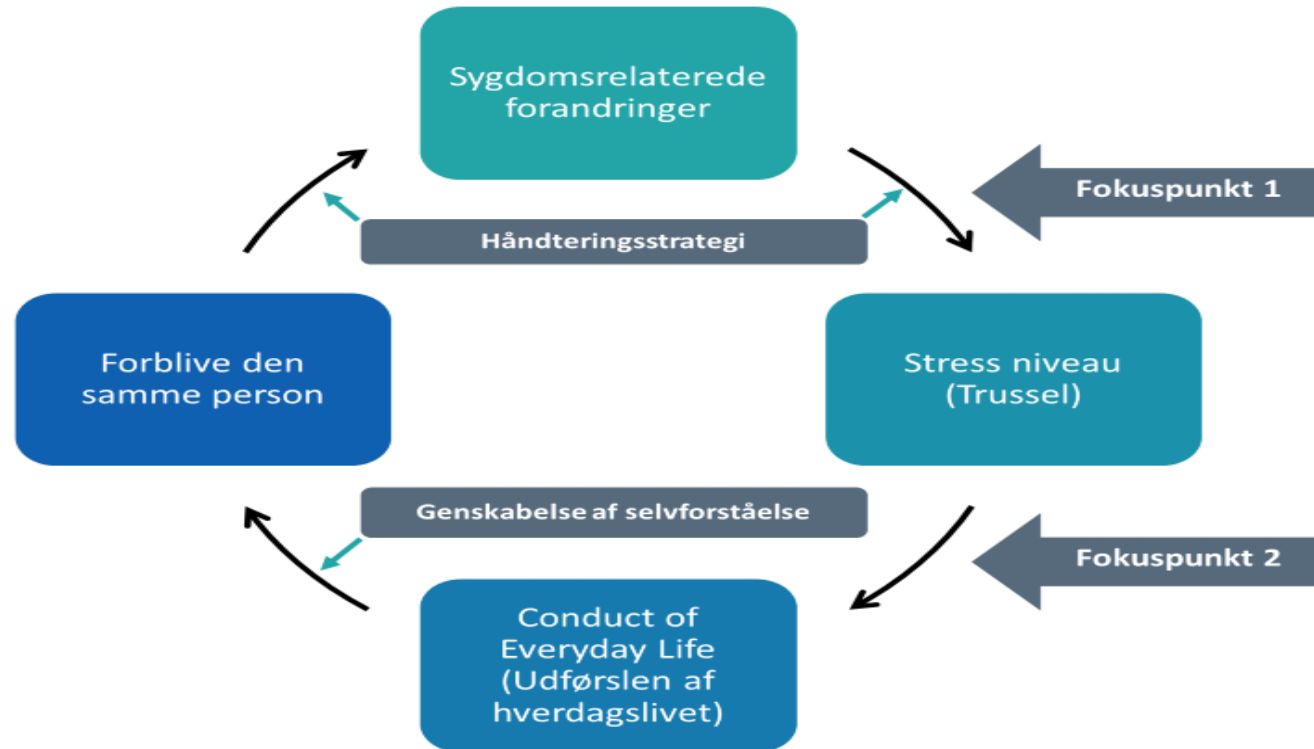 Sygdomsrelaterede
forandringer
Fokuspunkt 1
Håndteringsstrategi
Forblive den
samme person
Stress niveau
(Trussel)
Genskabelse af selvforståelse
Fokuspunkt 2
Conduct of
Everyday Life
(Udførslen af
hverdagslivet)